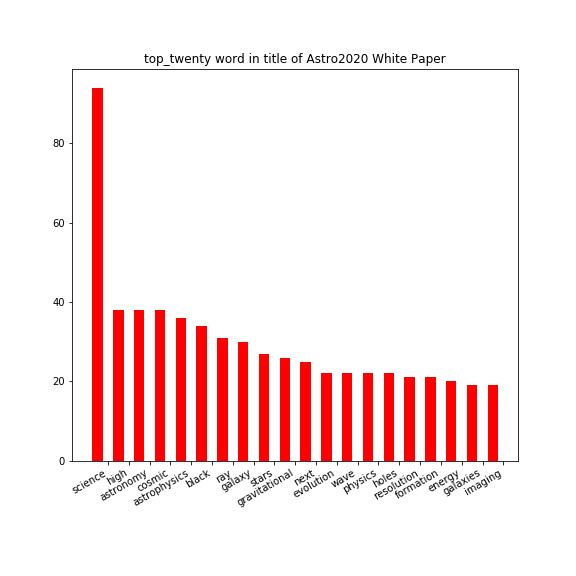 top_twenty word in title of Astro2020 White Paper
80
60
40
20
0
science
high
astronomy
cosmic
astrophysics
black
ray
galaxy
stars
gravitational
next
evolution
wave
physics
holes
resolution
formation
energy
galaxies
imaging